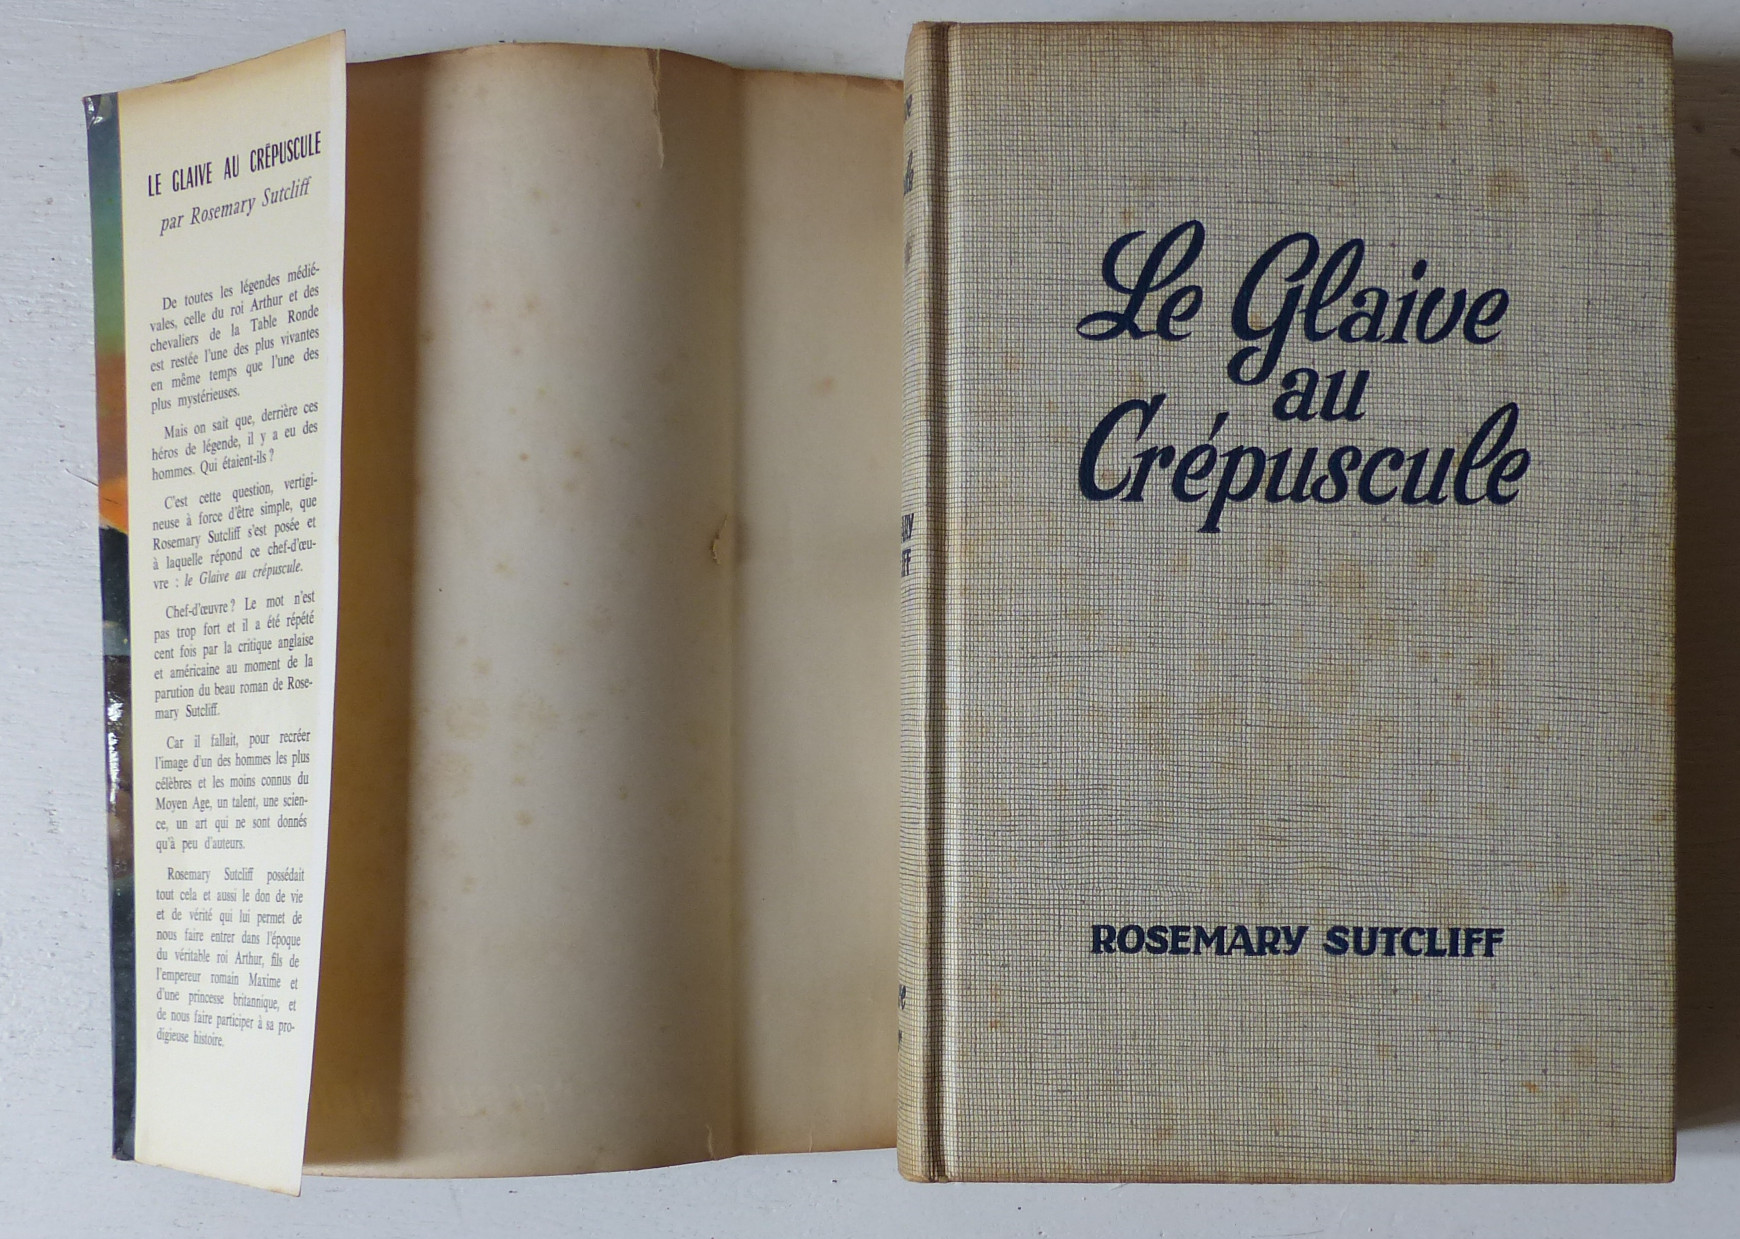 LE GLAIVE AU CRÉPUSCULE
par Rosemary Sutcliff
De toutes les légendes médié-
vales, celle du roi Arthur et des
chevaliers de la Table Ronde
est restée l'une des plus vivantes
en même temps que l'une des
plus mystérieuses.
Mais on sait que, derrière ces
héros de légende, il y a eu des
hommes. Qui étaient-ils ?
C'est cette question, vertigi-
neuse à force d'être simple, que
Rosemary Sutcliff s'est posée et
à laquelle répond ce chef-d'œu-
vre : le Glaive au crépuscule.
Chef-d'œuvre ? Le mot n'est
pas trop fort et il a été répété
cent fois par la critique anglaise
et américaine au moment de la
parution du beau roman de Rose-
mary Sutcliff.
Car il fallait, pour recréer
l'image d'un des hommes les plus
célèbres et les moins connus du
Moyen Age, un talent, une scien-
ce, un art qui ne sont donnés
qu'à peu d'auteurs.
Rosemary Sutcliff possédait
tout cela et aussi le don de vie
et de vérité qui lui permet de
nous faire entrer dans l'époque
du véritable roi Arthur, fils de
l'empereur romain Maxime et
d'une princesse britannique, et
de nous faire participer à sa pro-
digieuse histoire.
Le Glaive
au
Crépuscule
ROSEMARY SUTCLIFF